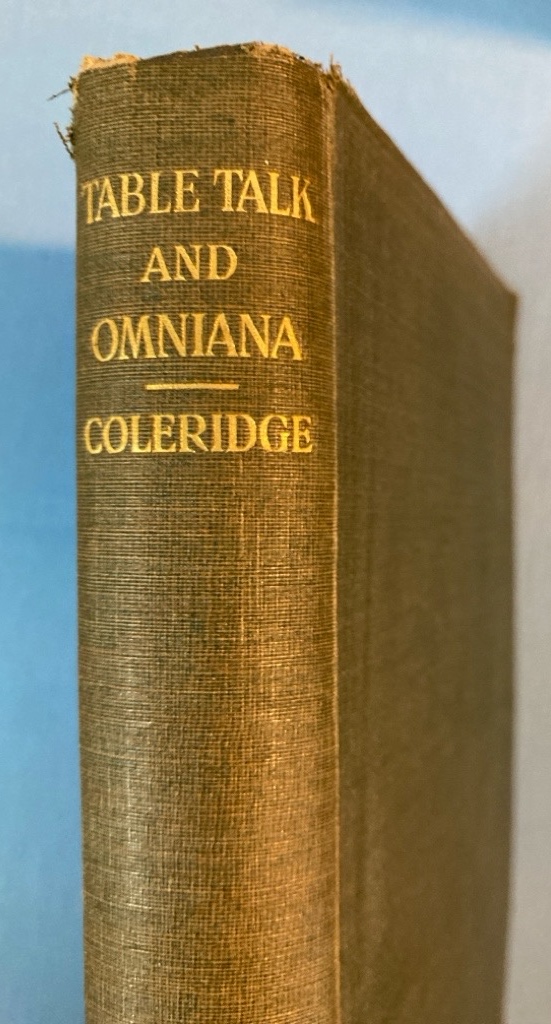 TABLE TALK
AND
OMNIANA
COLERIDGE